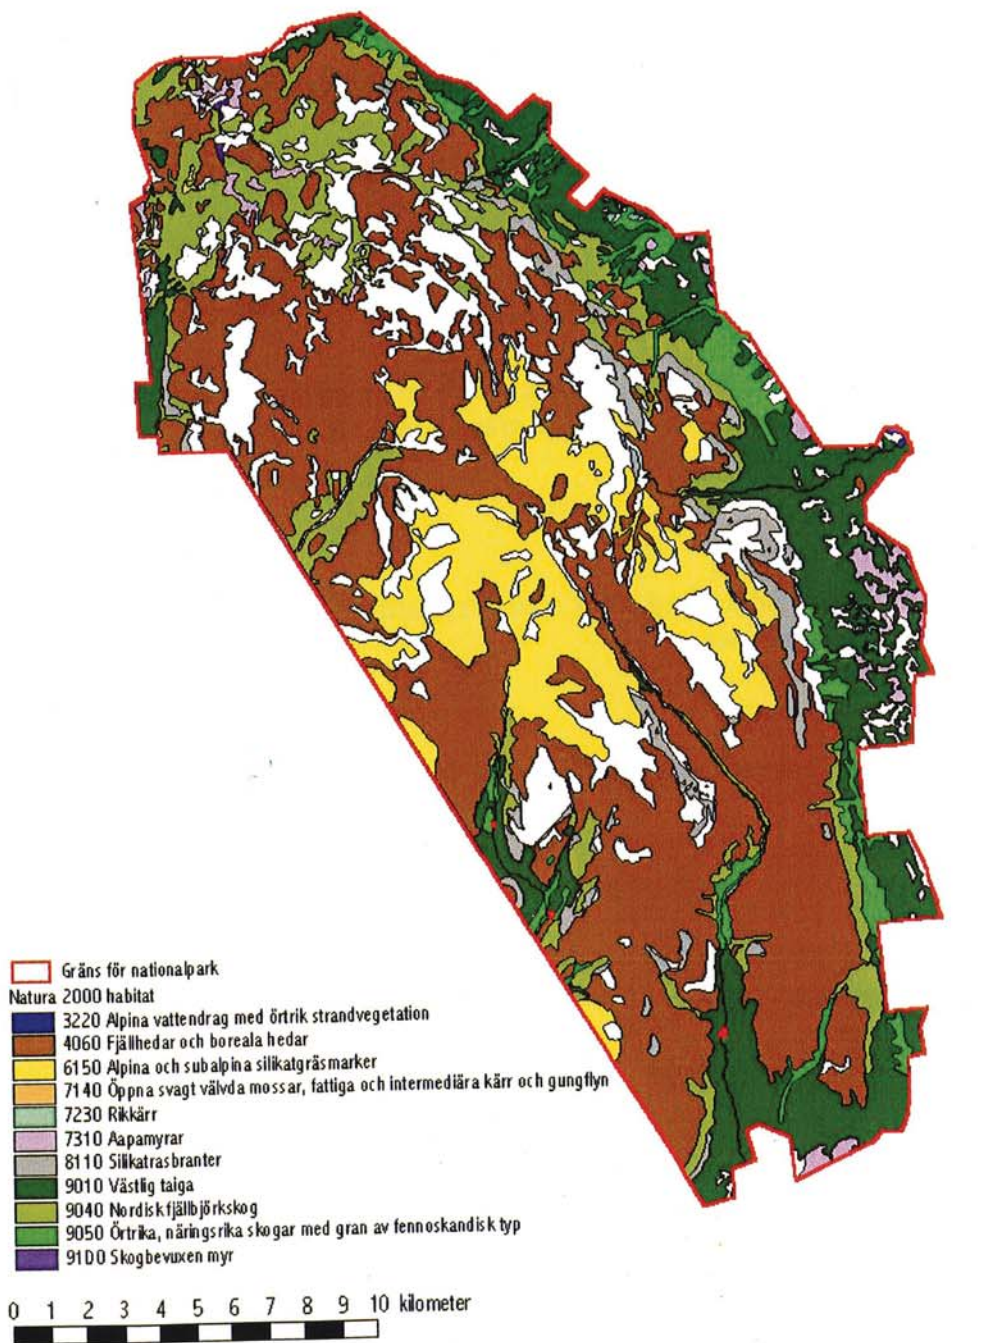 Gräns för nationalpark
Natura 2000 habitat
3220 Alpina vattendrag med örtrik strandvegetation
4060 Fjällhedar och boreala hedar
6150 Alpina och subalpina silikatgräsmarker
7140 Öppna svagt välvda mossar, fattiga och intermediära kärr och gungflyn
7230 Rikkärr
7310 Aapamyrar
8110 Silikatrasbranter
9010 Västlig taiga
9040 Nordisk fjällbjörkskog
9050 Örtrika, näringsrika skogar med gran av fennoskandisk typ
91D0 Skogbevuxen myr
0 1 2 3 4 5 6 7 8 9 10 kilometer